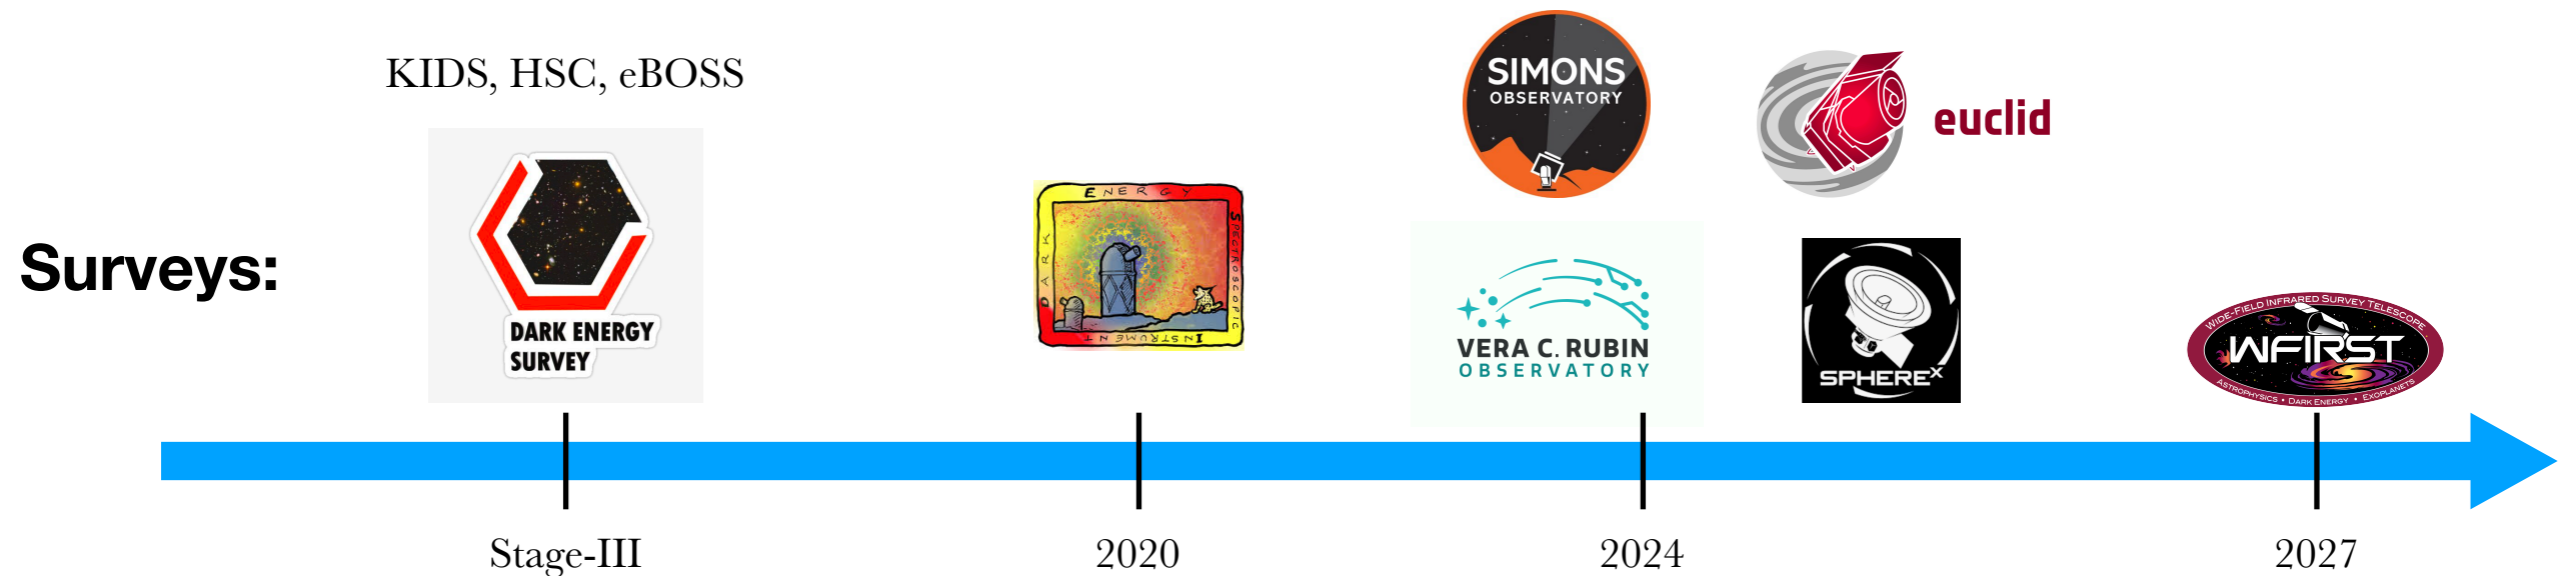 KIDS, HSC, eBOSS
SIMONS
OBSERVATORY
euclid
Surveys:
DARK ENERGY
SURVEY
DARK
ENERGY
SPECTROSCOPIC
INSTRUMENT
VERA C. RUBIN
OBSERVATORY
SPHEREX
WIDE-FIELD INFRARED SURVEY TELESCOPE
WFIRST
ASTROPHYSICS • DARK ENERGY • EXOPLANETS
Stage-III
2020
2024
2027